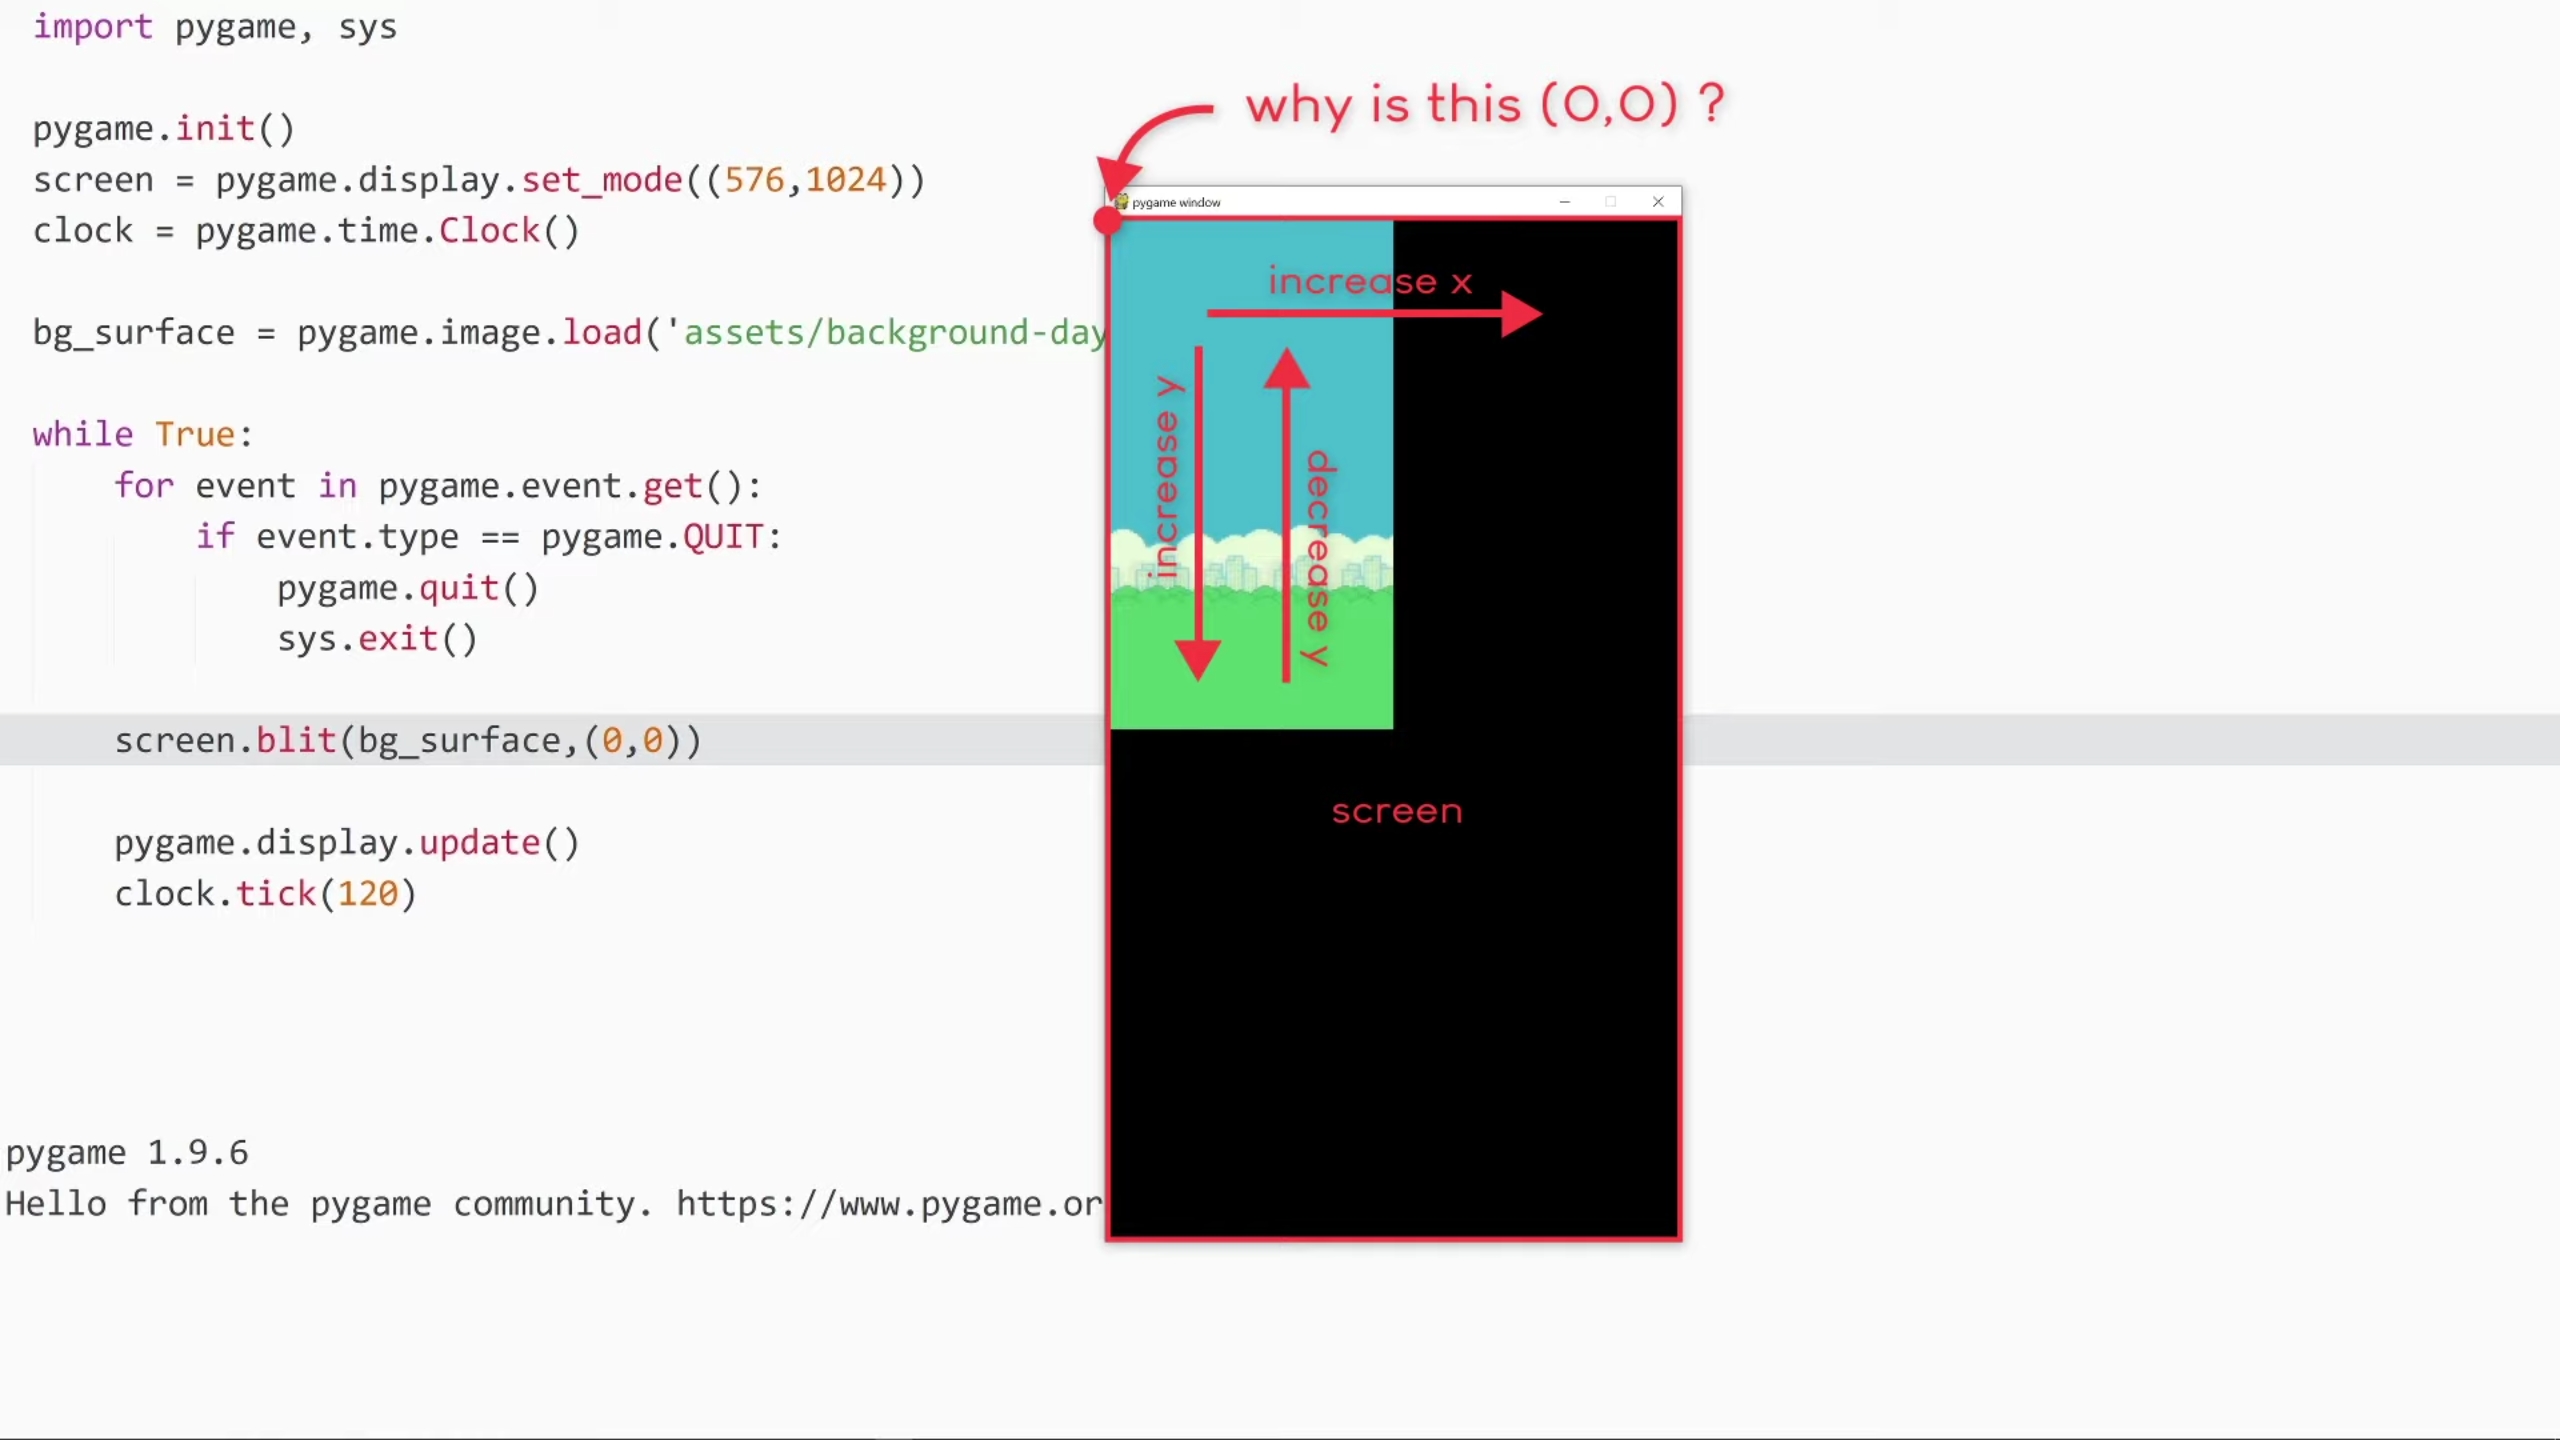 import pygame, sys
pygame.init()
screen = pygame.display.set_mode((576,1024))
clock = pygame.time.Clock()
bg_surface = pygame.image.load('assets/background-day
while True:
for event in pygame.event.get():
if event.type == pygame.QUIT:
pygame.quit()
sys.exit()
screen.blit(bg_surface,(0,0))
pygame.display.update()
clock.tick(120)
pygame 1.9.6
Hello from the pygame community. https://www.pygame.or
why is this (0,0) ?
pygame window
increase x
increase y
decrease y
screen